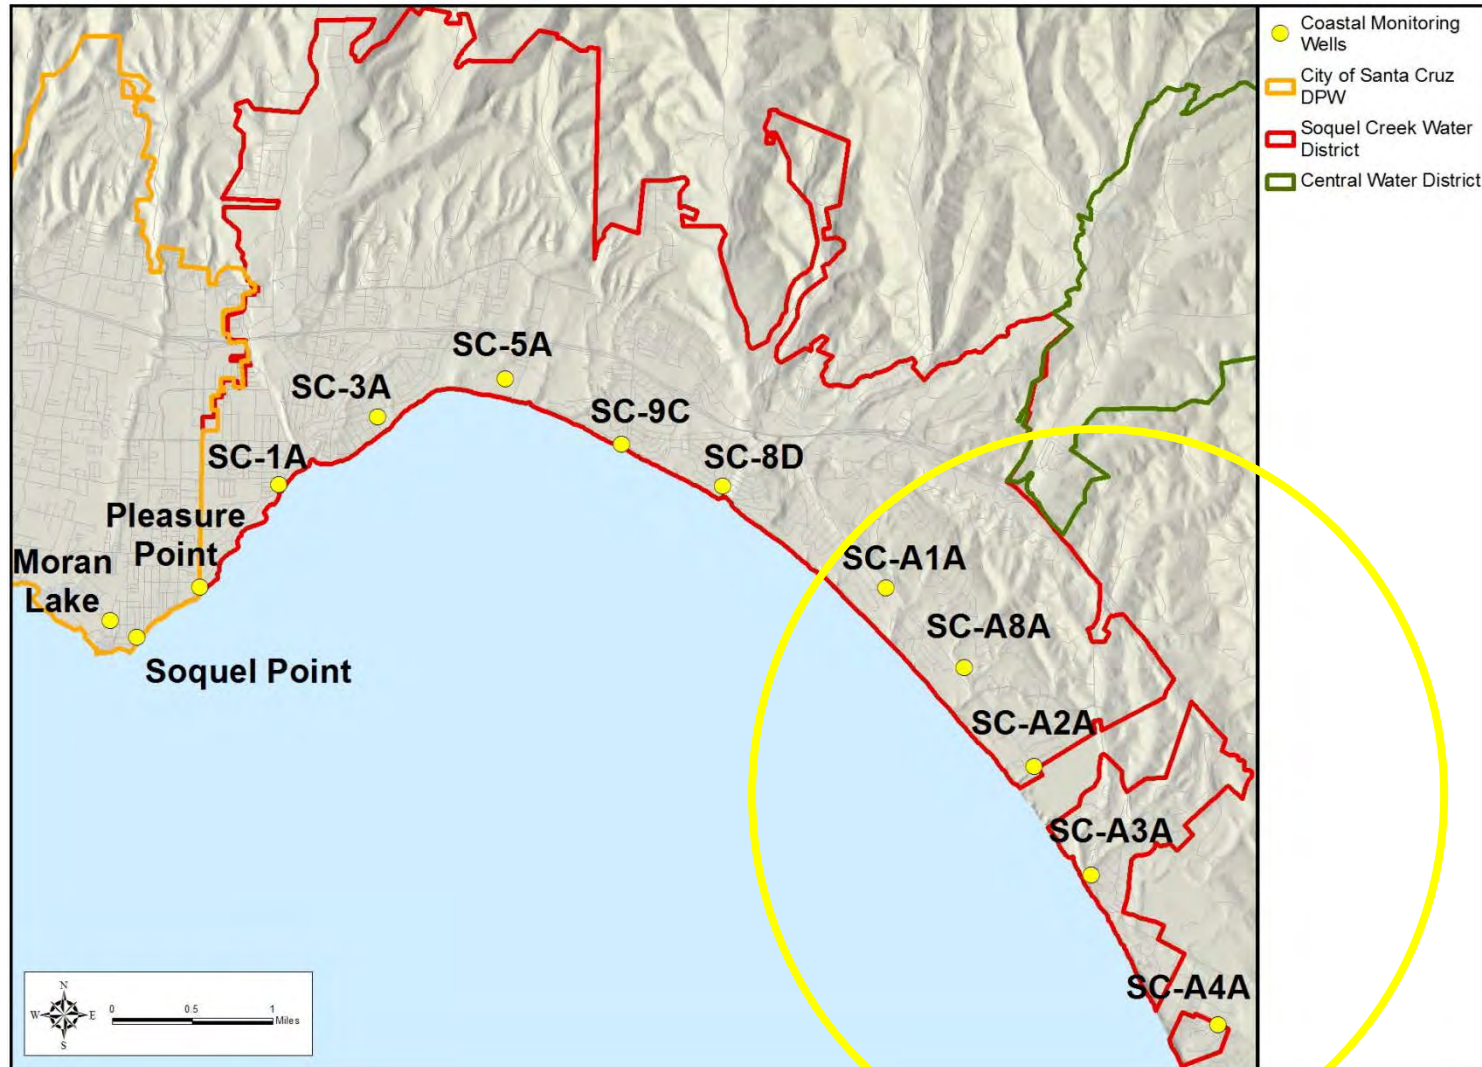 Coastal Monitoring
Wells
City of Santa Cruz
DPW
Soquel Creek Water
District
Central Water District
SC-5A
SC-3A
SC-9C
SC-1A
SC-8D
Pleasure
Point
Moran
Lake
Soquel Point
SC-A1A
SC-A8A
SC-A2A
SC-A3A
SC-A4A
N
W
E
S
0
0.5
1
Miles